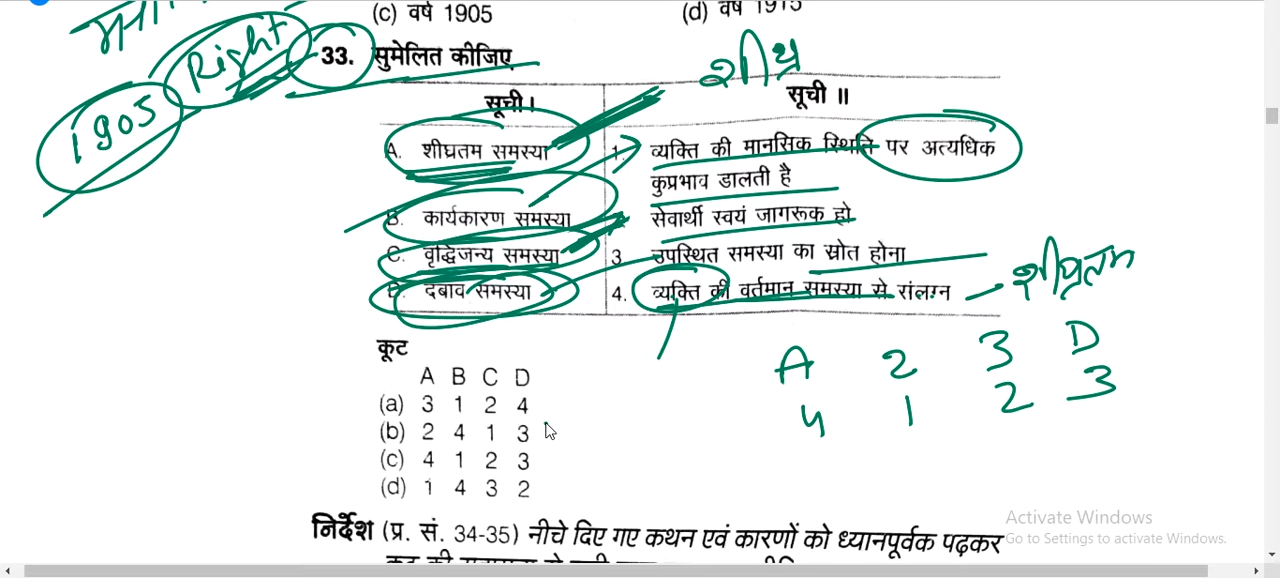 (c) वर्ष 1905 (d) वर्ष 1915
Right
1905
33. सुमेलित कीजिए
शीघ्र
सूची I सूची II
A. शीघ्रतम समस्या 1. व्यक्ति की मानसिक स्थिति पर अत्यधिक
कुप्रभाव डालती है
B. कार्यकारण समस्या 2. सेवार्थी स्वयं जागरूक हो
C. वृद्धिजन्य समस्या 3. उपस्थित समस्या का स्रोत होना
D. दबाव समस्या 4. व्यक्ति की वर्तमान समस्या से संलग्न
शीघ्रतम
A 2 3 D
4 1 2 3
कूट
A B C D
(a) 3 1 2 4
(b) 2 4 1 3
(c) 4 1 2 3
(d) 1 4 3 2
निर्देश (प्र. सं. 34-35) नीचे दिए गए कथन एवं कारणों को ध्यानपूर्वक पढ़कर
Activate Windows
Go to Settings to activate Windows.